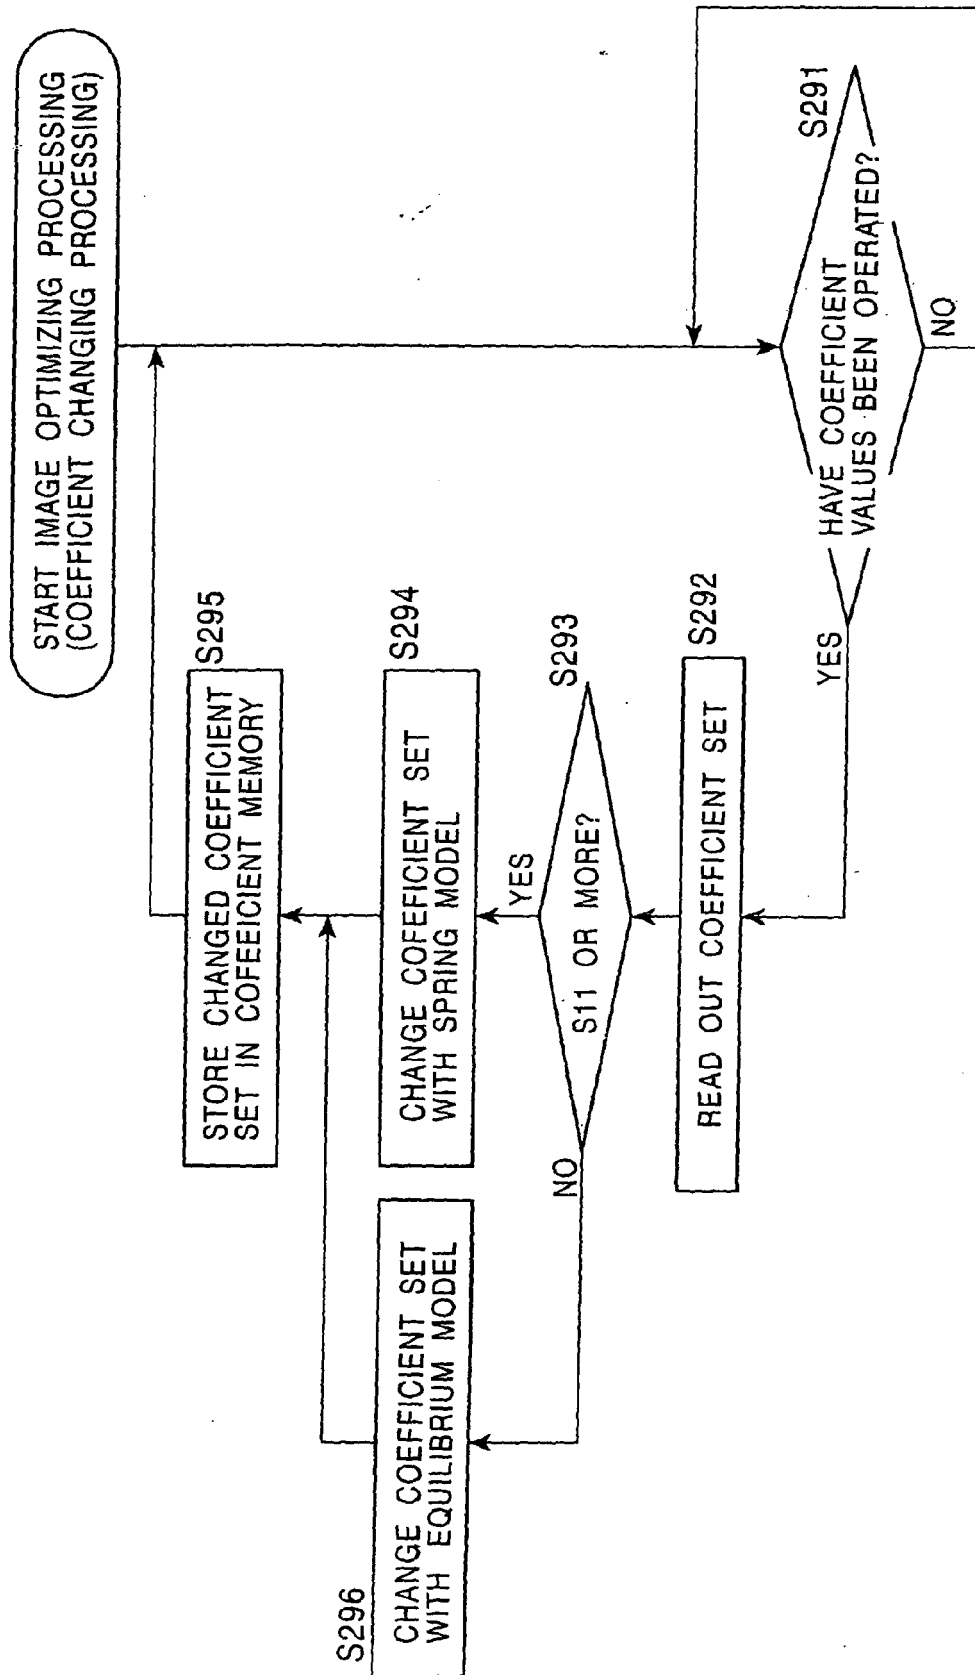 START IMAGE OPTIMIZING PROCESSING
(COEFFICIENT CHANGING PROCESSING)
S291
HAVE COEFFICIENT
VALUES BEEN OPERATED?
NO
YES
S292
READ OUT COEFFICIENT SET
S293
S11 OR MORE?
YES
NO
S294
CHANGE COFEFICIENT SET
WITH SPRING MODEL
S295
STORE CHANGED COEFFICIENT
SET IN COFEEICIENT MEMORY
S296
CHANGE COEFFICIENT SET
WITH EQUILIBRIUM MODEL